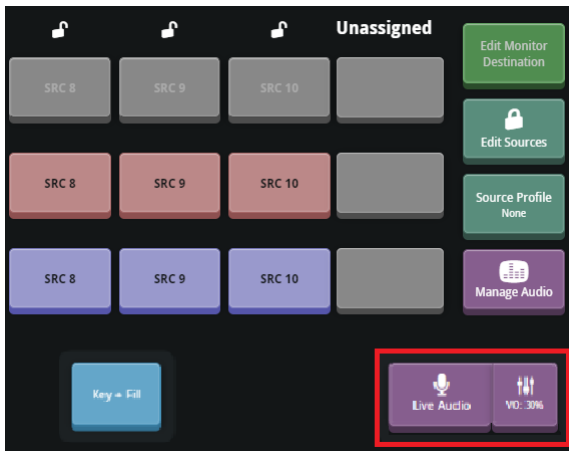 Unassigned
Edit Monitor
Destination
SRC 8
SRC 9
SRC 10
Edit Sources
SRC 8
SRC 9
SRC 10
Source Profile
None
SRC 8
SRC 9
SRC 10
Manage Audio
Key + Fill
Live Audio
VO: .30%